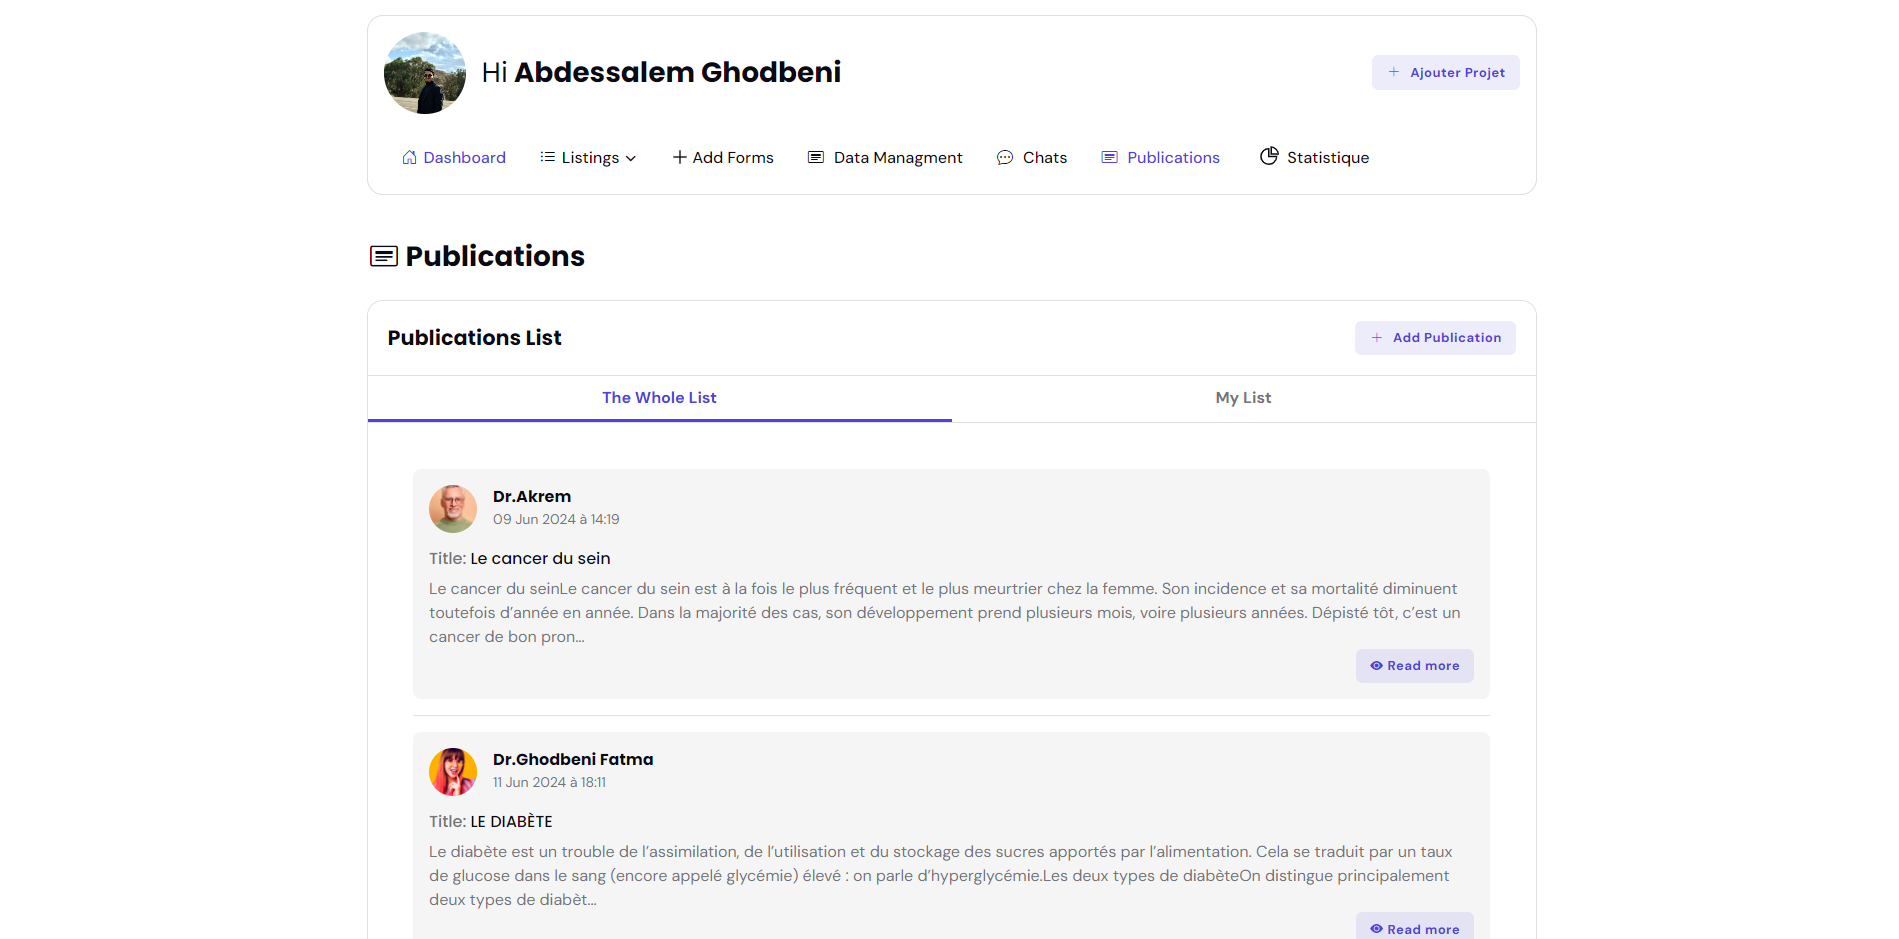 Hi Abdessalem Ghodbeni
Ajouter Projet
Dashboard
Listings
Add Forms
Data Managment
Chats
Publications
Statistique
Publications
Publications List
Add Publication
The Whole List
My List
Dr.Akrem
09 Jun 2024 à 14:19
Title: Le cancer du sein
Le cancer du seinLe cancer du sein est à la fois le plus fréquent et le plus meurtrier chez la femme. Son incidence et sa mortalité diminuent
toutefois d’année en année. Dans la majorité des cas, son développement prend plusieurs mois, voire plusieurs années. Dépisté tôt, c’est un
cancer de bon pron...
Read more
Dr.Ghodbeni Fatma
11 Jun 2024 à 18:11
Title: LE DIABÈTE
Le diabète est un trouble de l’assimilation, de l’utilisation et du stockage des sucres apportés par l’alimentation. Cela se traduit par un taux
de glucose dans le sang (encore appelé glycémie) élevé : on parle d’hyperglycémie.Les deux types de diabèteOn distingue principalement
deux types de diabèt...
Read more